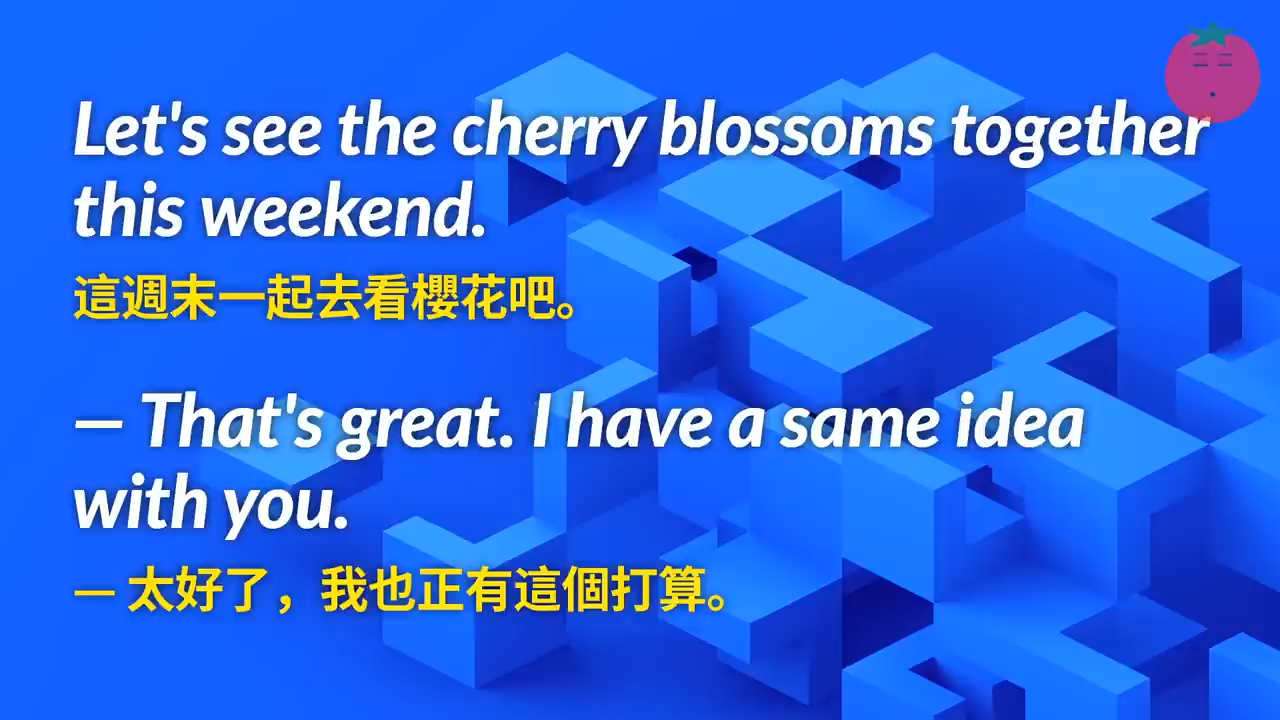 Let's see the cherry blossoms together
this weekend.
這週末一起去看櫻花吧。
— That's great. I have a same idea
with you.
— 太好了，我也正有這個打算。